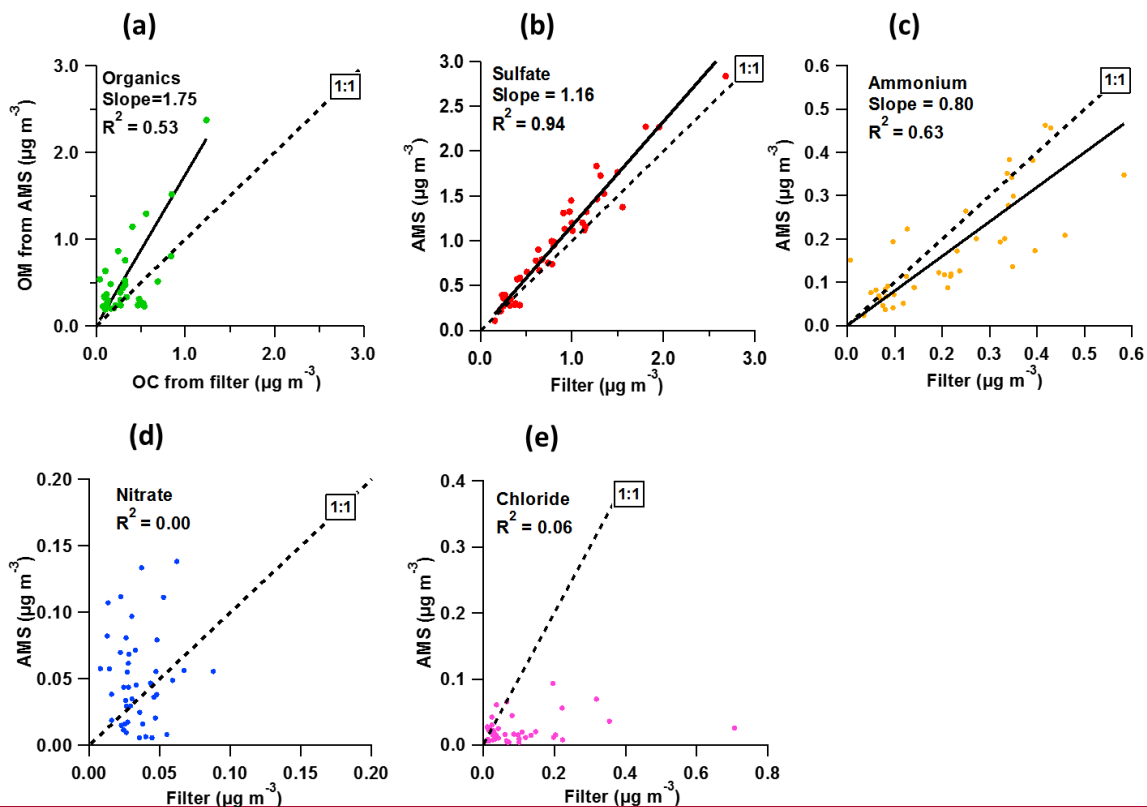 (a)
Organics
Slope=1.75
R² = 0.53
1:1
3.0
2.0
1.0
0.0
OM from AMS (µg m⁻³)
0.0 1.0 2.0 3.0
OC from filter (µg m⁻³)
(b)
Sulfate
Slope = 1.16
R² = 0.94
1:1
3.0
2.5
2.0
1.5
1.0
0.5
0.0
AMS (µg m⁻³)
0.0 1.0 2.0 3.0
Filter (µg m⁻³)
(c)
Ammonium
Slope = 0.80
R² = 0.63
1:1
0.6
0.5
0.4
0.3
0.2
0.1
0.0
AMS (µg m⁻³)
0.0 0.1 0.2 0.3 0.4 0.5 0.6
Filter (µg m⁻³)
(d)
Nitrate
R² = 0.00
1:1
0.20
0.15
0.10
0.05
0.00
AMS (µg m⁻³)
0.00 0.05 0.10 0.15 0.20
Filter (µg m⁻³)
(e)
Chloride
R² = 0.06
1:1
0.4
0.3
0.2
0.1
0.0
AMS (µg m⁻³)
0.0 0.2 0.4 0.6 0.8
Filter (µg m⁻³)